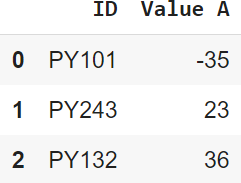 ID Value A
0 PY101 -35
1 PY243 23
2 PY132 36